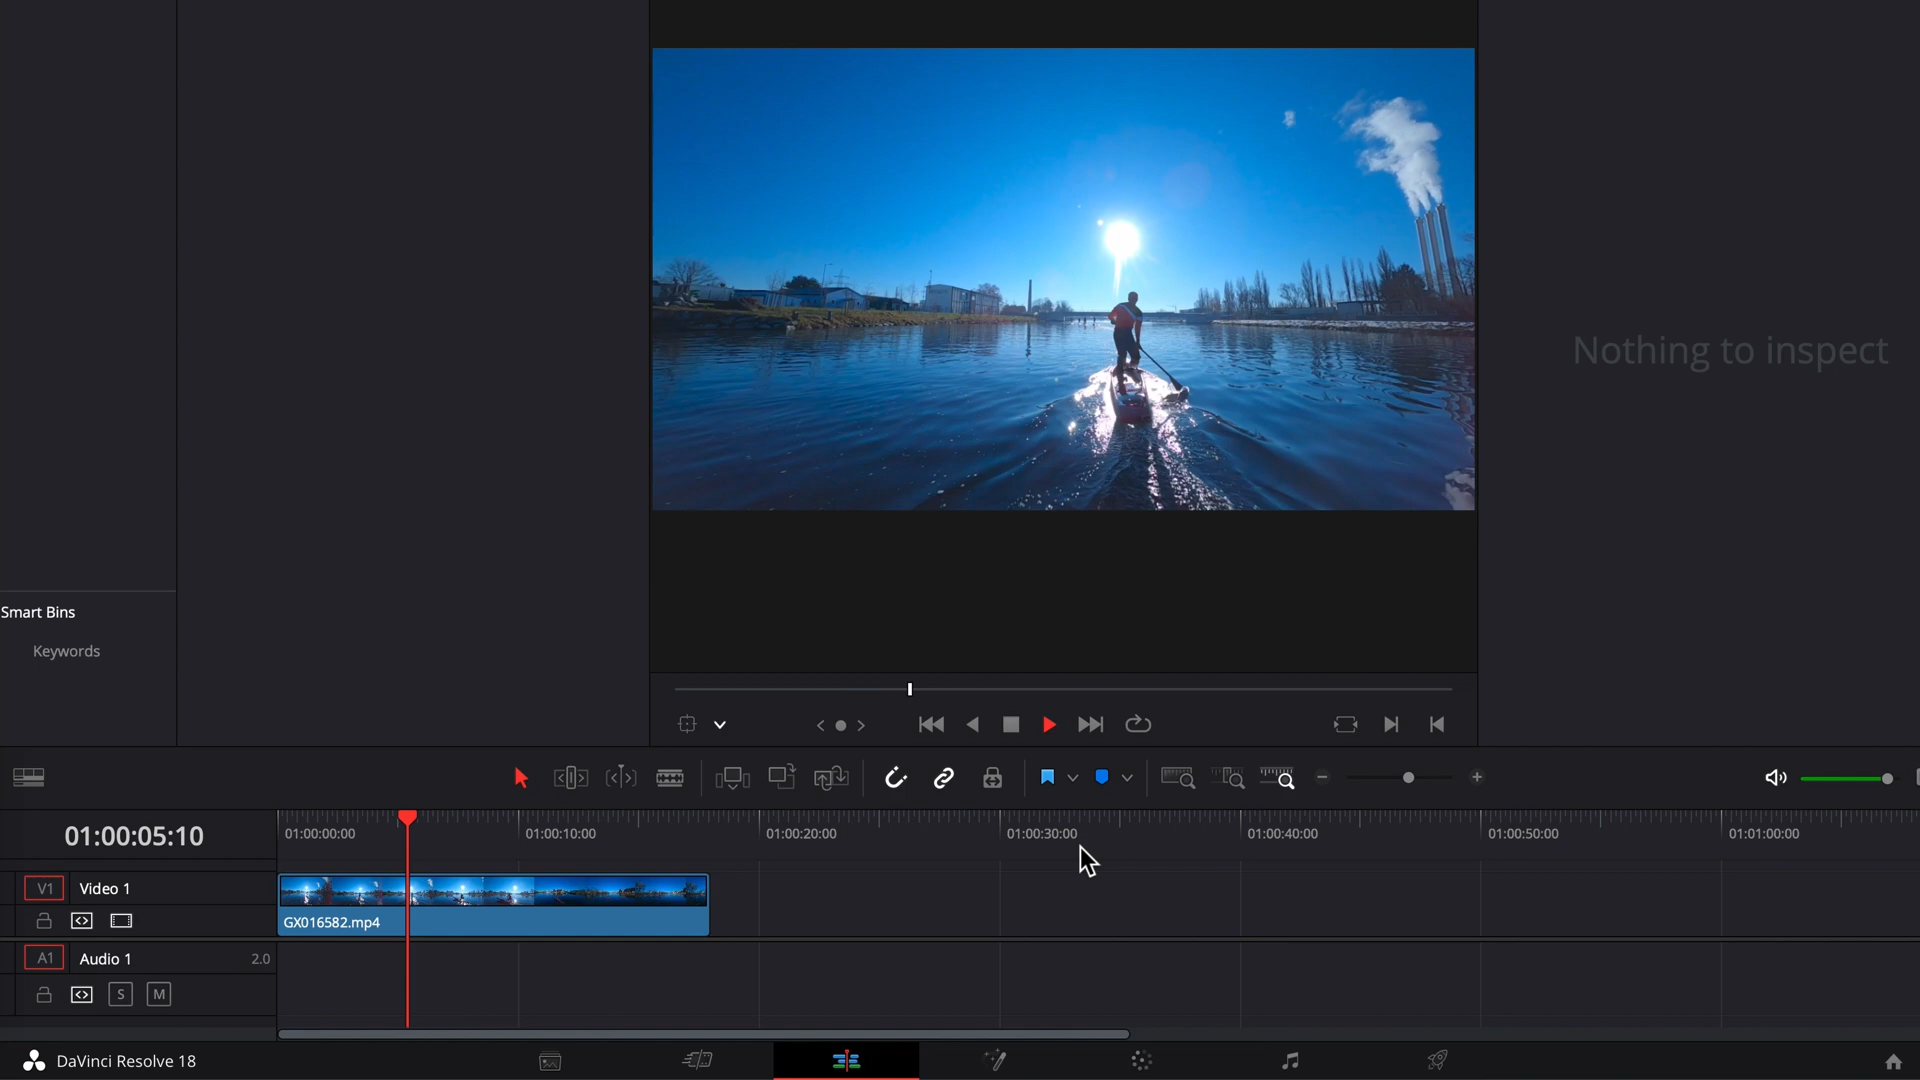 Nothing to inspect
Smart Bins
Keywords
01:00:05:10
01:00:00:00
01:00:10:00
01:00:20:00
01:00:30:00
01:00:40:00
01:00:50:00
01:01:00:00
V1
Video 1
GX016582.mp4
A1
Audio 1
2.0
S
M
DaVinci Resolve 18